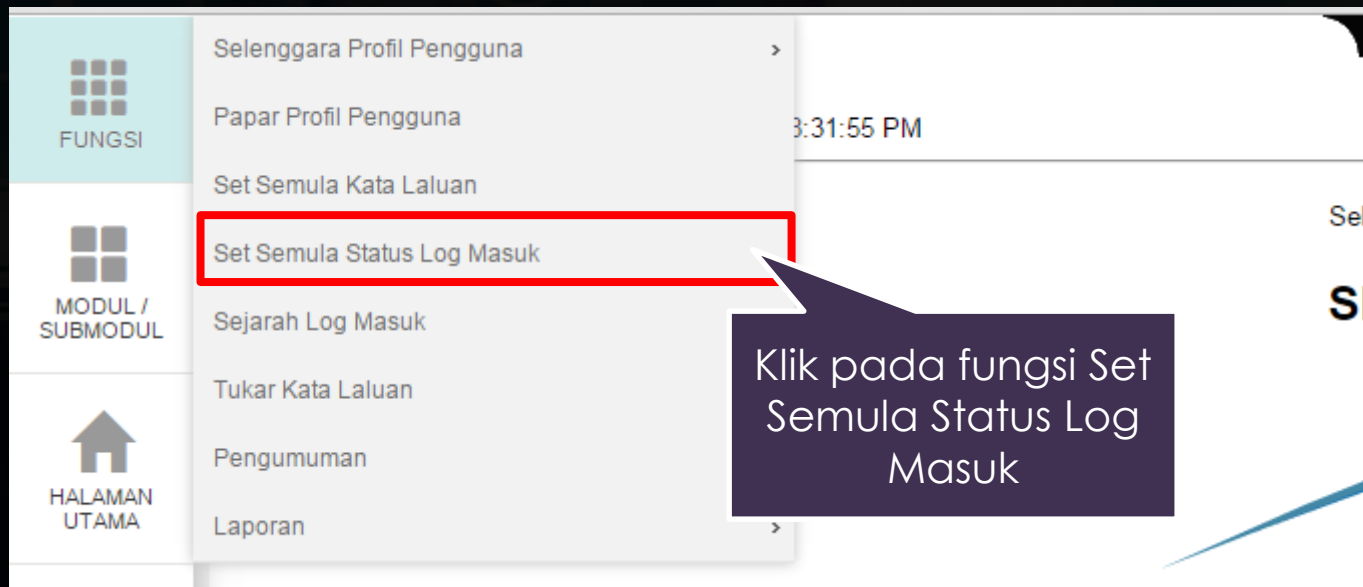 FUNGSI
MODUL /
SUBMODUL
HALAMAN
UTAMA
Selenggara Profil Pengguna
Papar Profil Pengguna
Set Semula Kata Laluan
Set Semula Status Log Masuk
Sejarah Log Masuk
Tukar Kata Laluan
Pengumuman
Laporan
:31:55 PM
Klik pada fungsi Set
Semula Status Log
Masuk